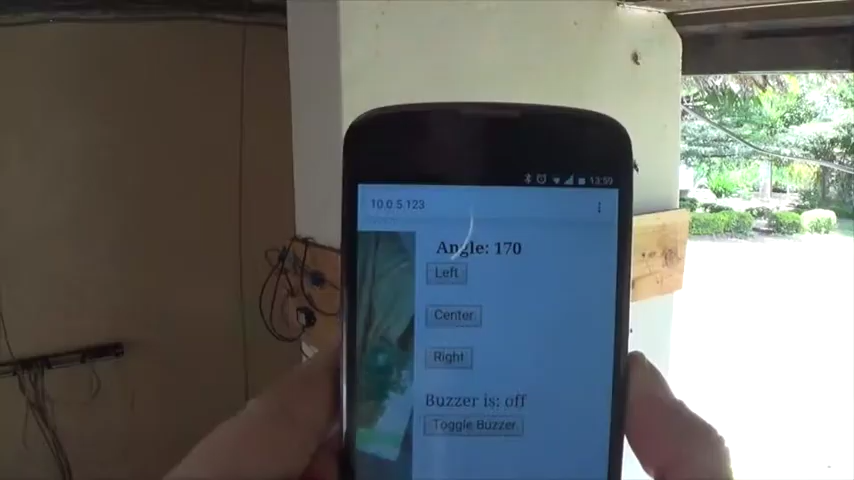 13:59
10.0.5.123
Angle: 170
Left
Center
Right
Buzzer is: off
Toggle Buzzer